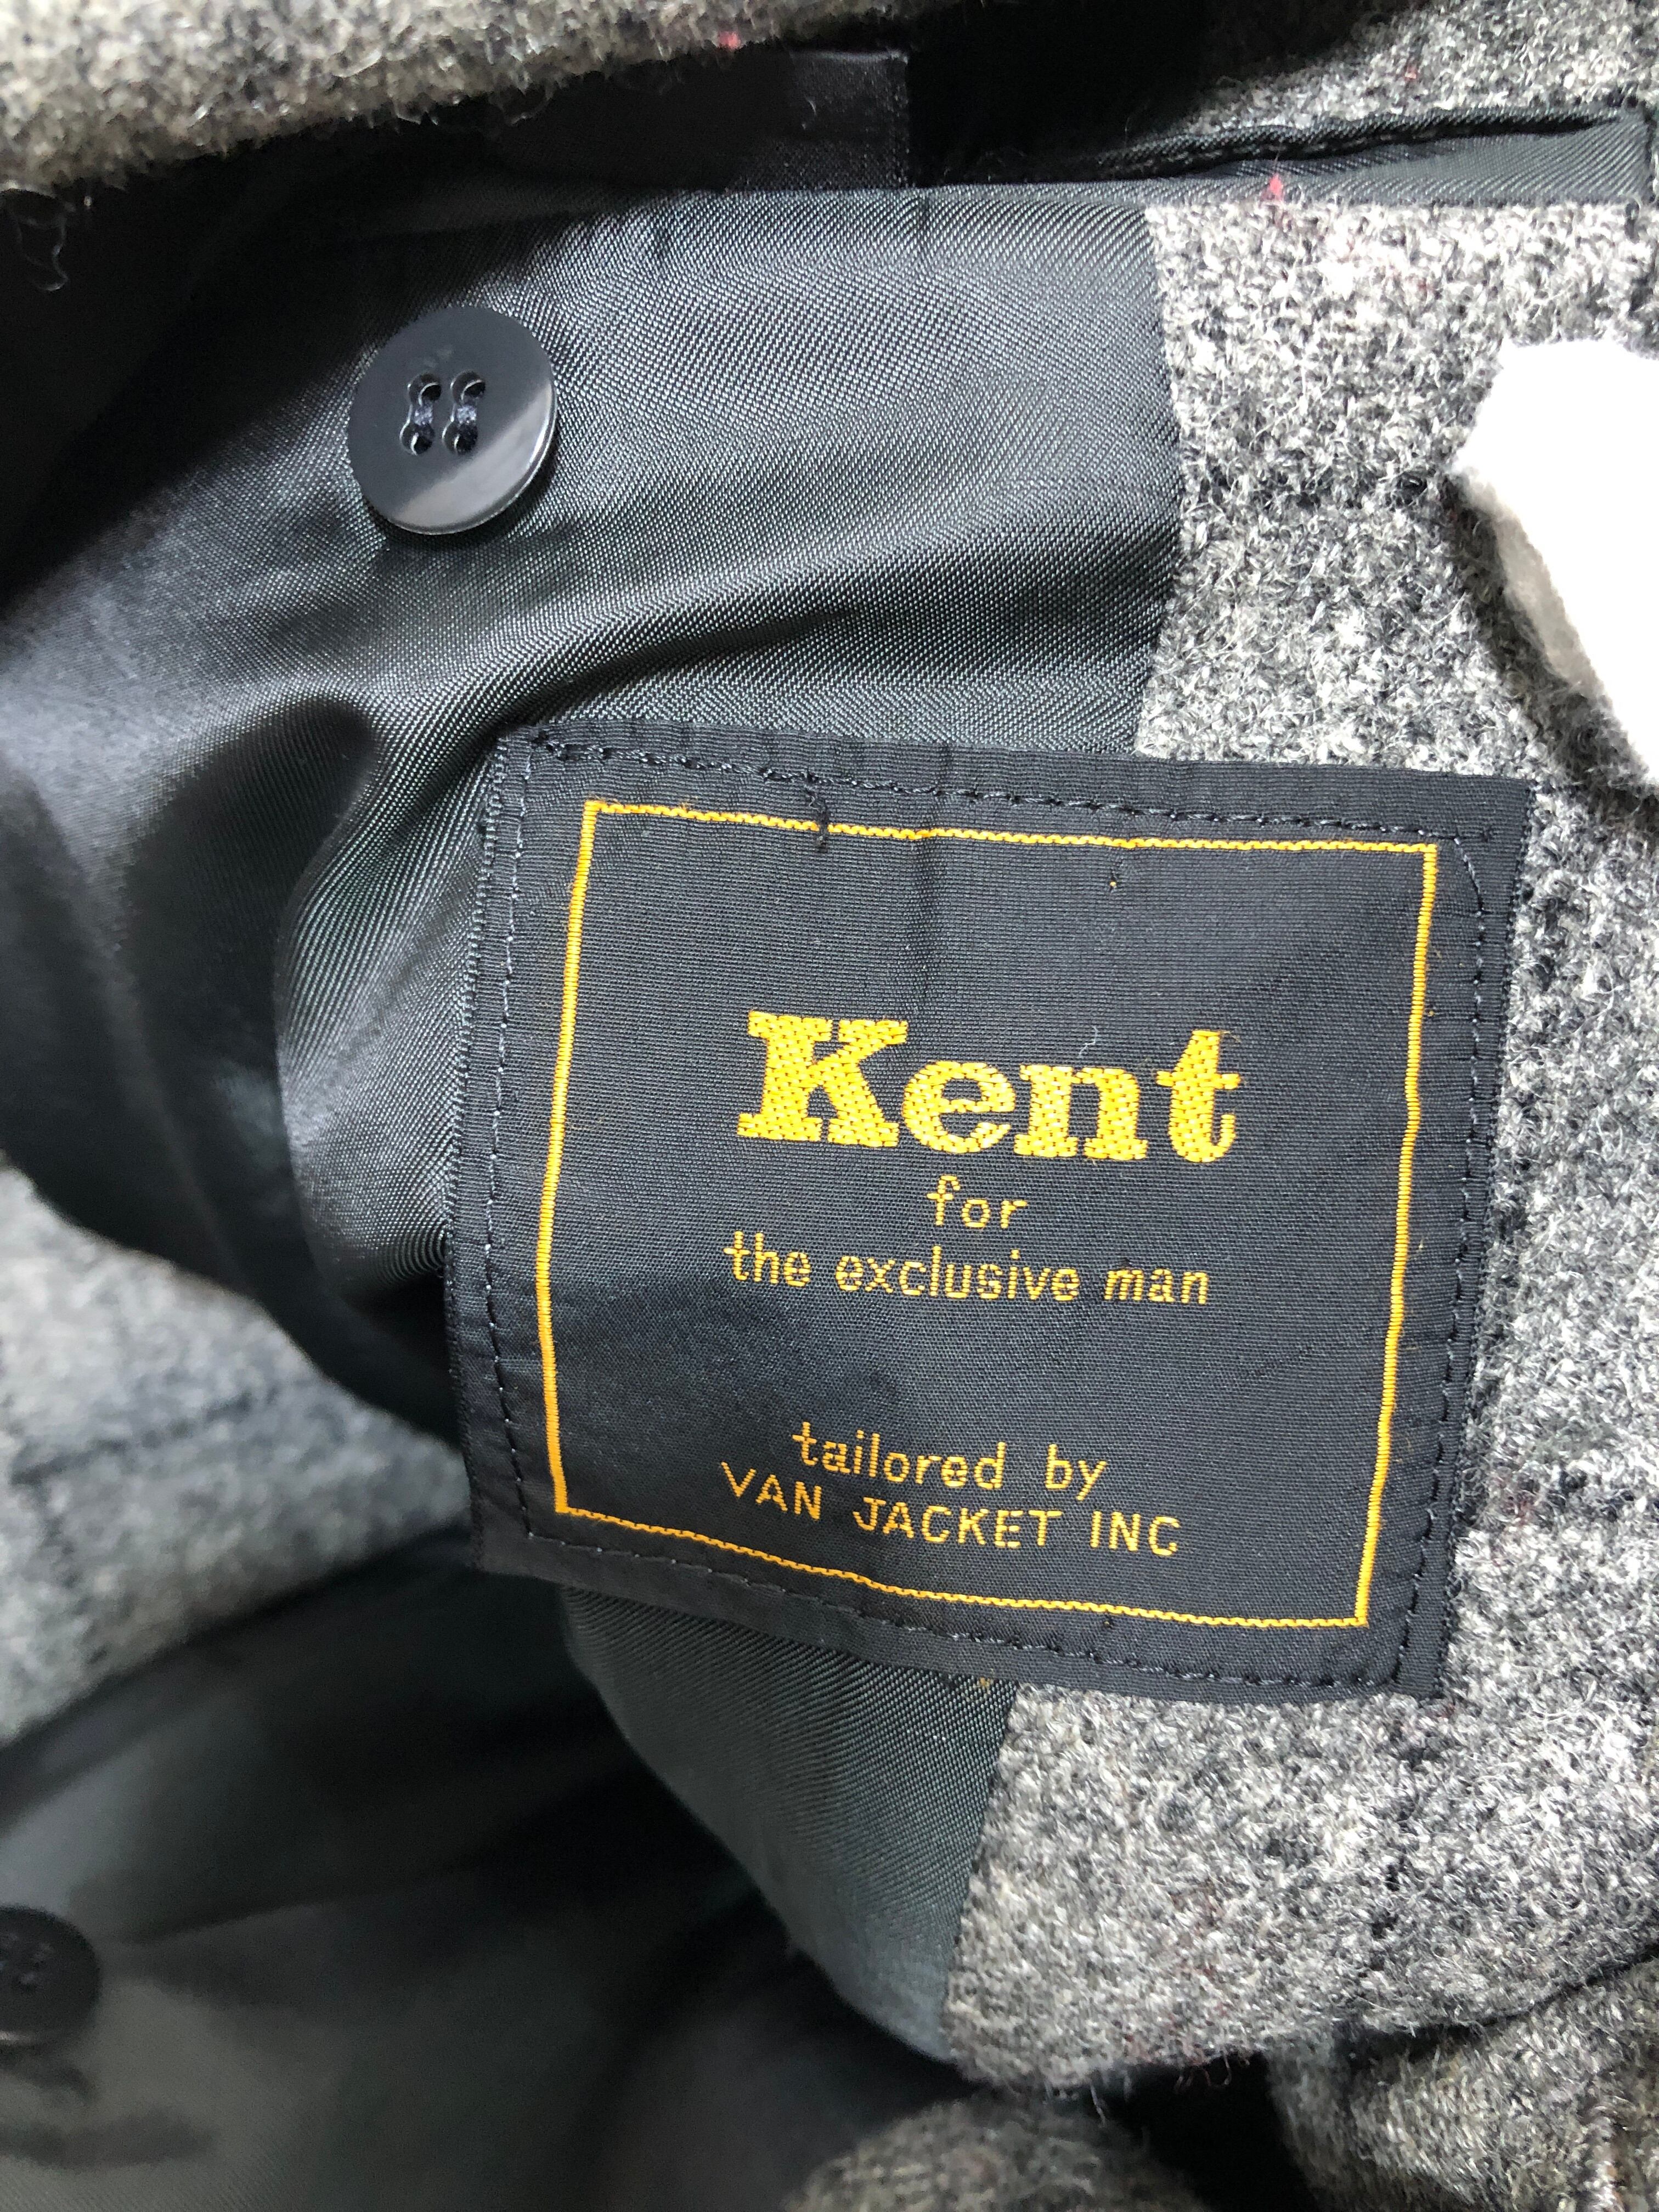 Kent
for
the exclusive man
tailored by
VAN JACKET INC